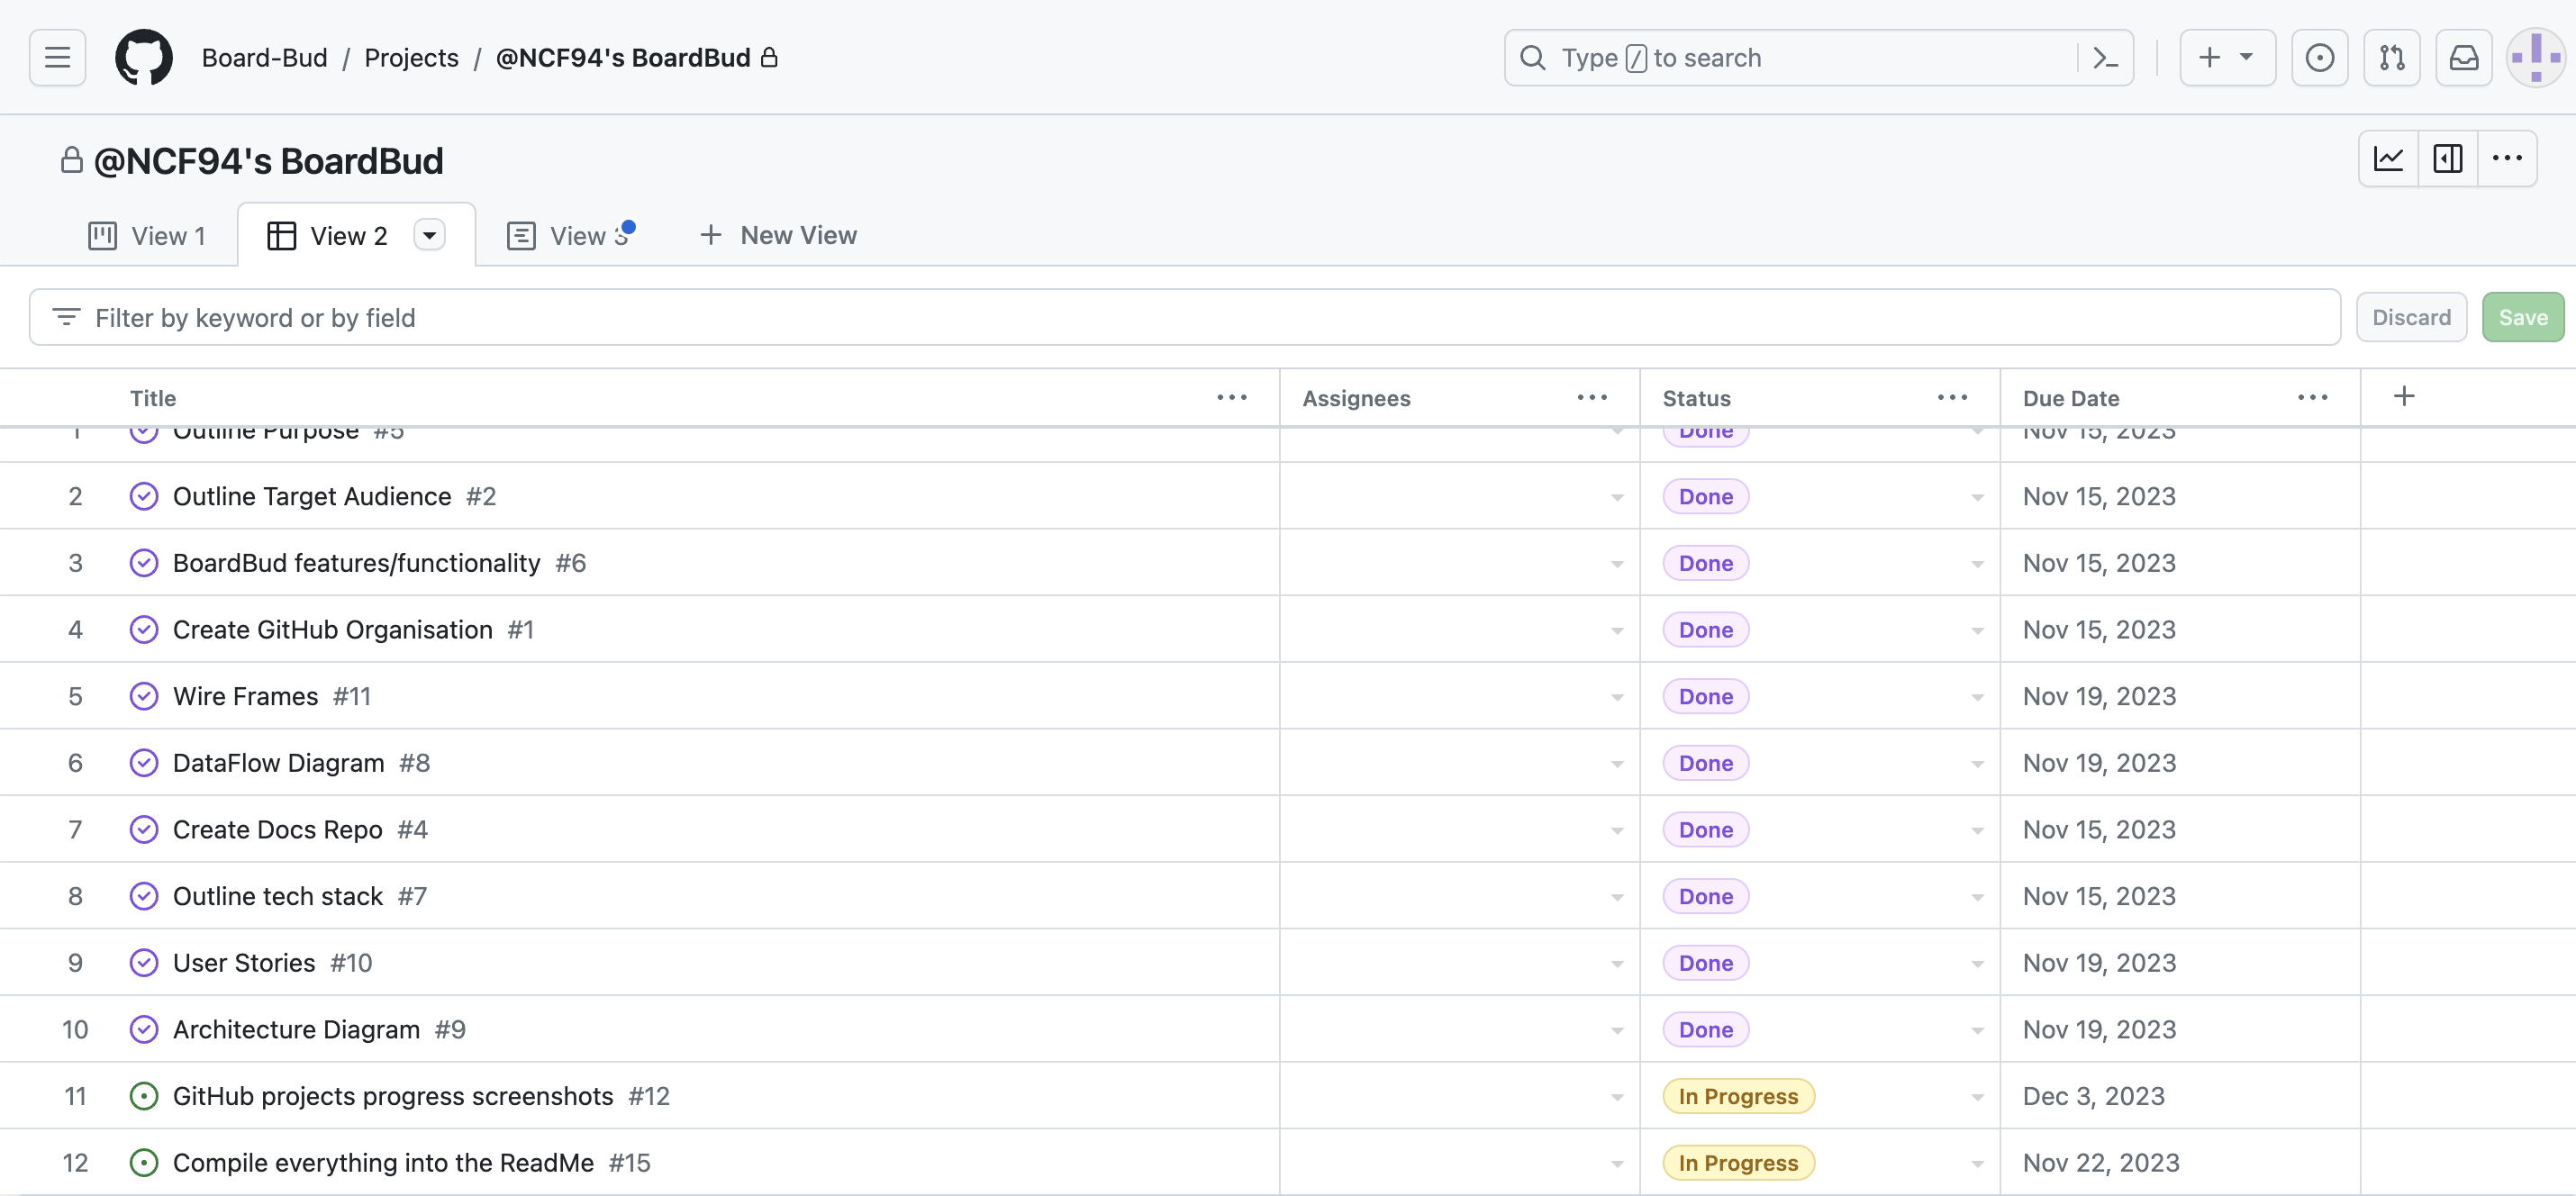 Board-Bud / Projects / @NCF94's BoardBud
Type / to search
@NCF94's BoardBud
View 1
View 2
View 3
+ New View
Filter by keyword or by field
Discard
Save
Title ... Assignees ... Status ... Due Date ... +
1 Outline Purpose #5 Done Nov 15, 2023
2 Outline Target Audience #2 Done Nov 15, 2023
3 BoardBud features/functionality #6 Done Nov 15, 2023
4 Create GitHub Organisation #1 Done Nov 15, 2023
5 Wire Frames #11 Done Nov 19, 2023
6 DataFlow Diagram #8 Done Nov 19, 2023
7 Create Docs Repo #4 Done Nov 15, 2023
8 Outline tech stack #7 Done Nov 15, 2023
9 User Stories #10 Done Nov 19, 2023
10 Architecture Diagram #9 Done Nov 19, 2023
11 GitHub projects progress screenshots #12 In Progress Dec 3, 2023
12 Compile everything into the ReadMe #15 In Progress Nov 22, 2023